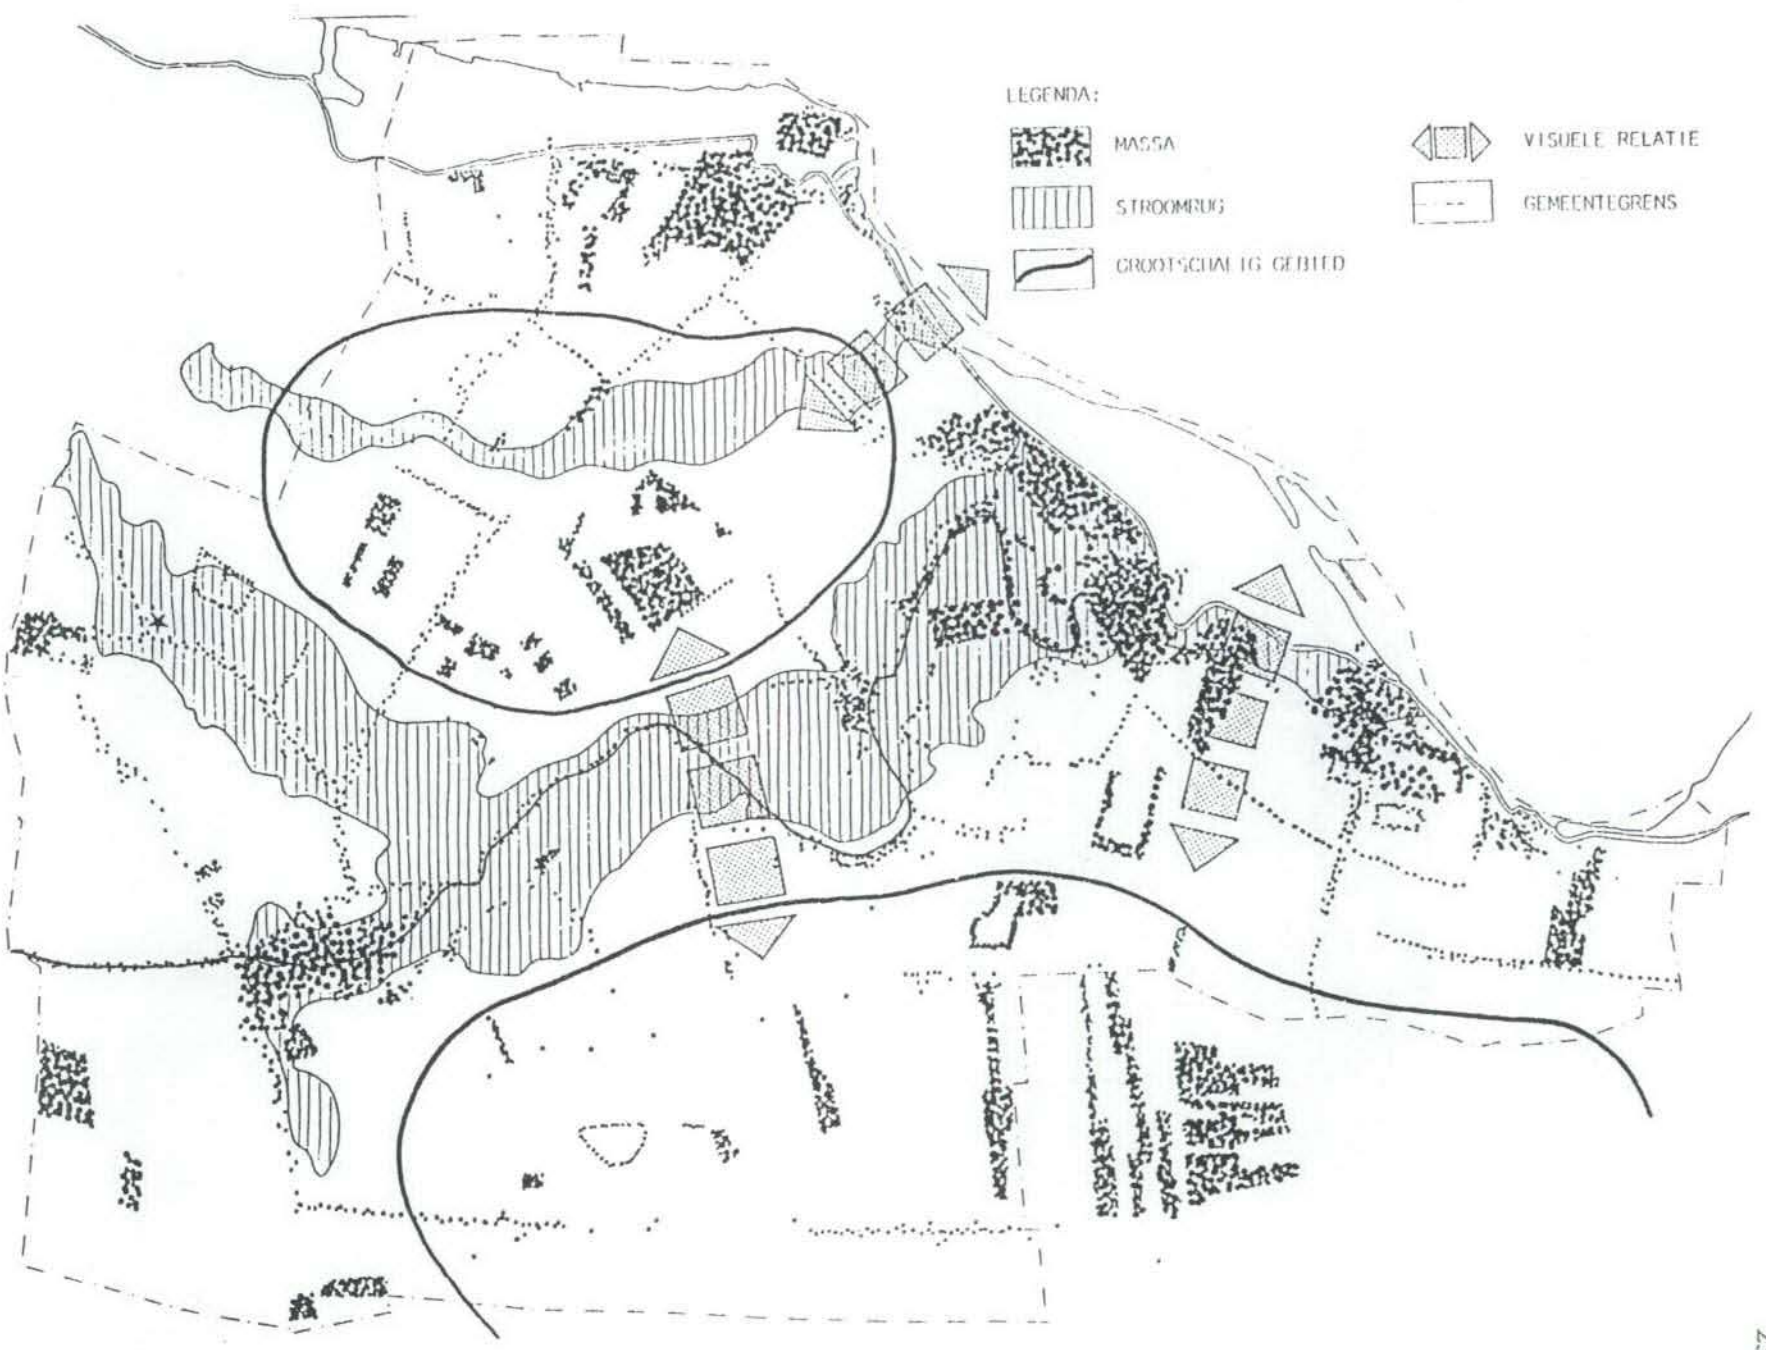 LEGENDA:
MASSA
STROOMRUG
GROOTSCHALIG GEBIED
VISUELE RELATIE
GEMEENTEGRENS